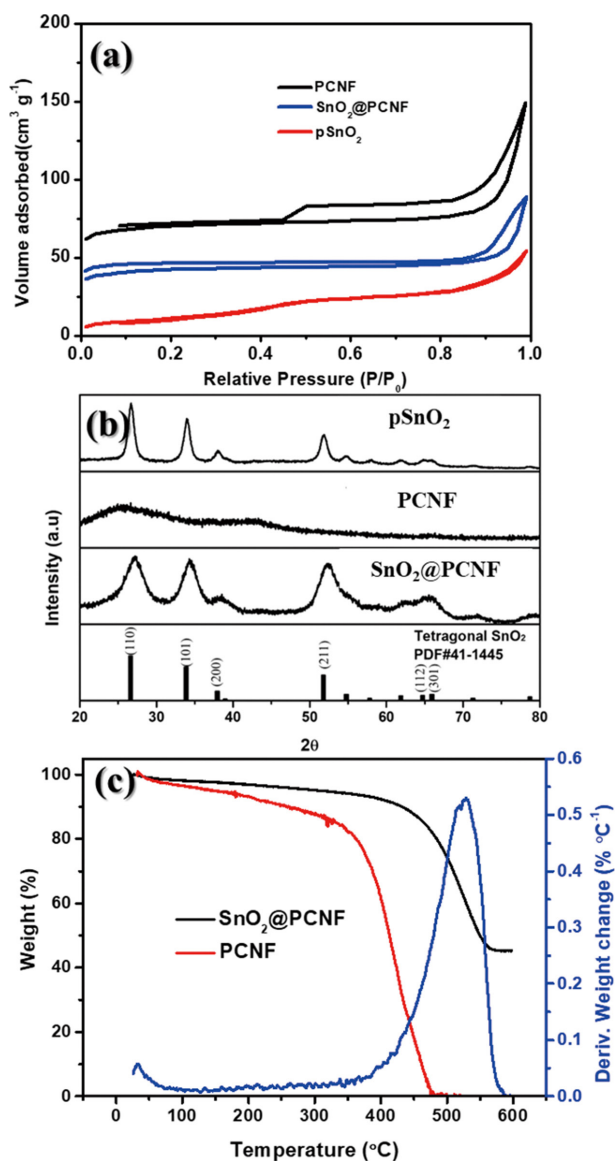 (a)
PCNF
SnO₂@PCNF
pSnO₂
Volume adsorbed(cm³ g⁻¹)
200
150
100
50
0
0.0 0.2 0.4 0.6 0.8 1.0
Relative Pressure (P/P₀)
(b)
pSnO₂
PCNF
SnO₂@PCNF
Intensity (a.u)
Tetragonal SnO₂
PDF#41-1445
(110) (101) (200) (211) (112) (301)
20 30 40 50 60 70 80
2θ
(c)
SnO₂@PCNF
PCNF
Weight (%)
100
80
60
40
20
0
Deriv. Weight change (% °C⁻¹)
0.6
0.5
0.4
0.3
0.2
0.1
0.0
0 100 200 300 400 500 600
Temperature (°C)